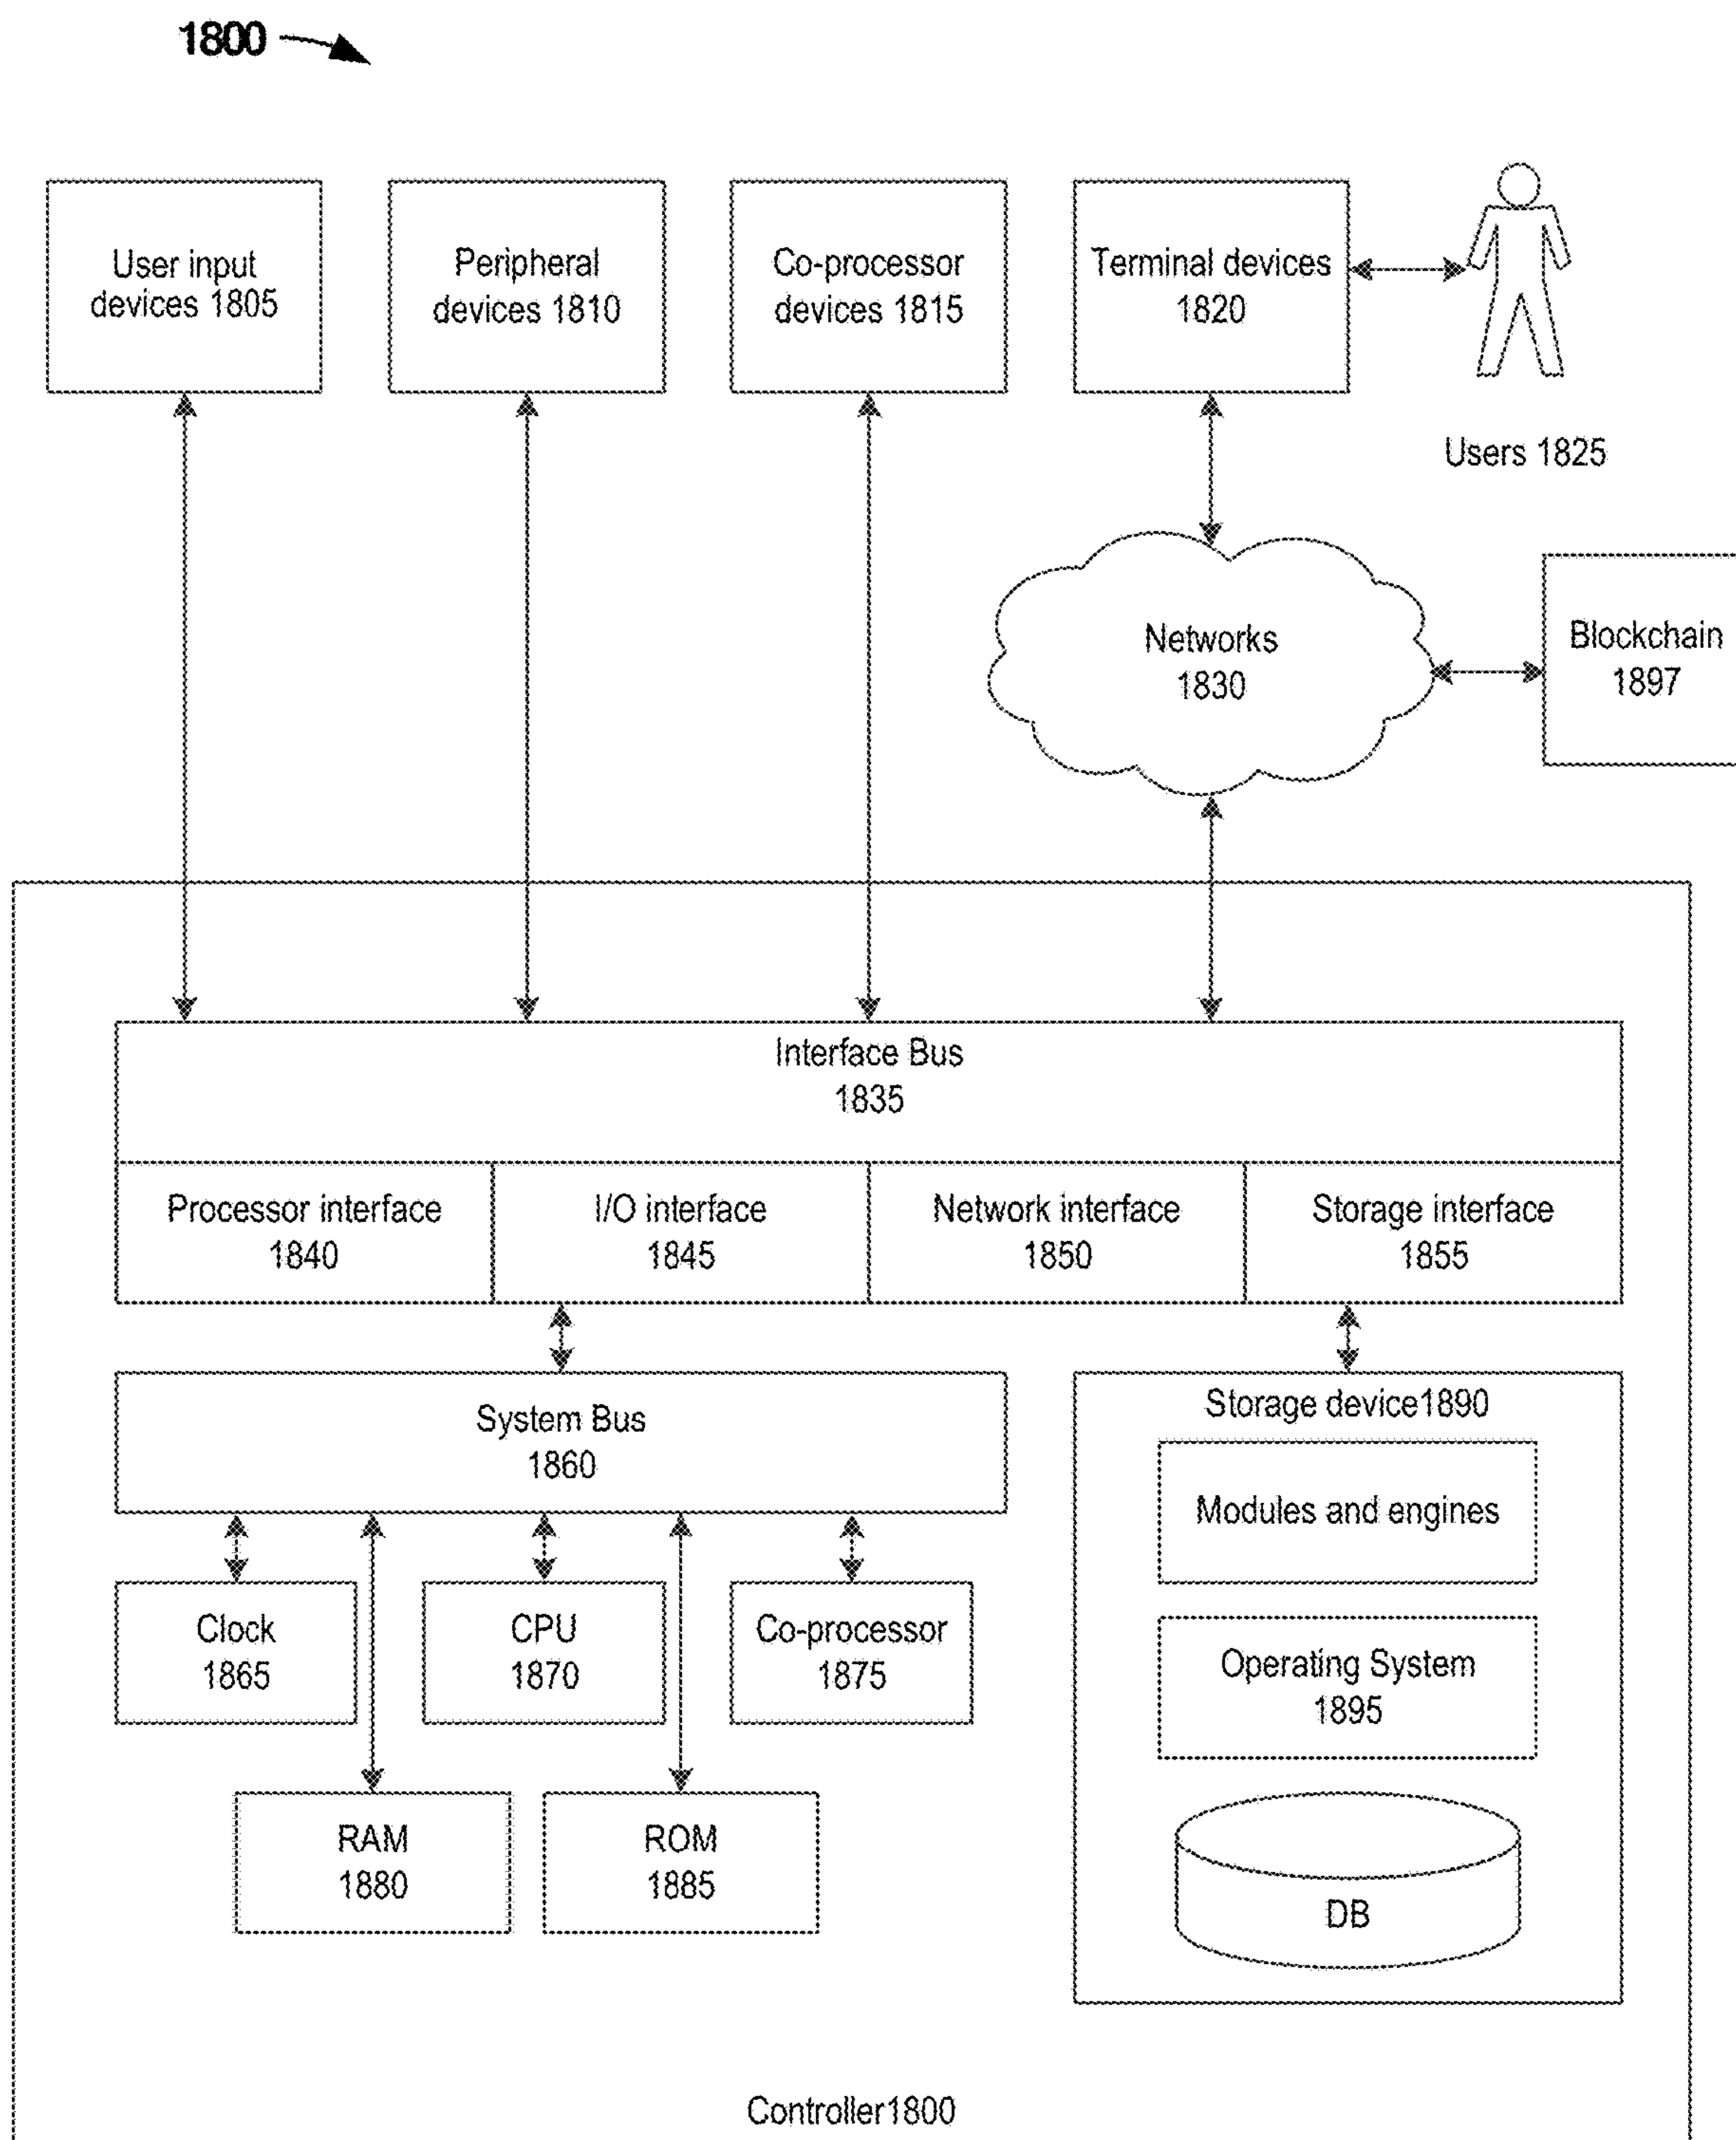 1800
User input
devices 1805
Peripheral
devices 1810
Co-processor
devices 1815
Terminal devices
1820
Users 1825
Networks
1830
Blockchain
1897
Interface Bus
1835
Processor interface
1840
I/O interface
1845
Network interface
1850
Storage interface
1855
System Bus
1860
Storage device1890
Modules and engines
Clock
1865
CPU
1870
Co-processor
1875
Operating System
1895
RAM
1880
ROM
1885
DB
Controller1800